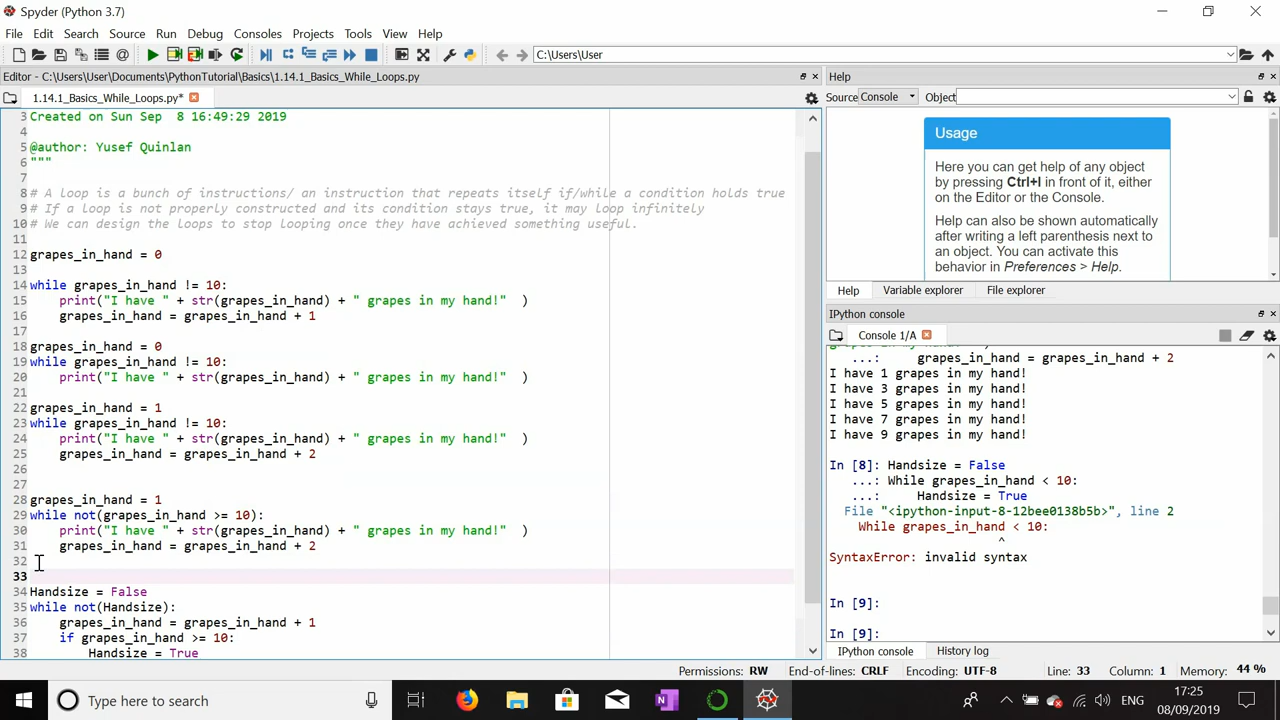 Spyder (Python 3.7)
File Edit Search Source Run Debug Consoles Projects Tools View Help
C:\Users\User
Editor - C:\Users\User\Documents\PythonTutorial\Basics\1.14.1_Basics_While_Loops.py
1.14.1_Basics_While_Loops.py*
3 Created on Sun Sep  8 16:49:29 2019
4
5 @author: Yusef Quinlan
6 """
7
8 # A loop is a bunch of instructions/ an instruction that repeats itself if/while a condition holds true
9 # If a loop is not properly constructed and its condition stays true, it may loop infinitely
10 # We can design the Loops to stop looping once they have achieved something useful.
11
12 grapes_in_hand = 0
13
14 while grapes_in_hand != 10:
15     print("I have " + str(grapes_in_hand) + " grapes in my hand!"  )
16     grapes_in_hand = grapes_in_hand + 1
17
18 grapes_in_hand = 0
19 while grapes_in_hand != 10:
20     print("I have " + str(grapes_in_hand) + " grapes in my hand!"  )
21
22 grapes_in_hand = 1
23 while grapes_in_hand != 10:
24     print("I have " + str(grapes_in_hand) + " grapes in my hand!"  )
25     grapes_in_hand = grapes_in_hand + 2
26
27
28 grapes_in_hand = 1
29 while not(grapes_in_hand >= 10):
30     print("I have " + str(grapes_in_hand) + " grapes in my hand!"  )
31     grapes_in_hand = grapes_in_hand + 2
32
33
34 Handsize = False
35 while not(Handsize):
36     grapes_in_hand = grapes_in_hand + 1
37     if grapes_in_hand >= 10:
38         Handsize = True
Help
Source Console Object
Usage
Here you can get help of any object
by pressing Ctrl+I in front of it, either
on the Editor or the Console.
Help can also be shown automatically
after writing a left parenthesis next to
an object. You can activate this
behavior in Preferences > Help.
Help Variable explorer File explorer
IPython console
Console 1/A
...:     grapes_in_hand = grapes_in_hand + 2
I have 1 grapes in my hand!
I have 3 grapes in my hand!
I have 5 grapes in my hand!
I have 7 grapes in my hand!
I have 9 grapes in my hand!
In [8]: Handsize = False
...: While grapes_in_hand < 10:
...:     Handsize = True
File "<ipython-input-8-12bee0138b5b>", line 2
While grapes_in_hand < 10:
^
SyntaxError: invalid syntax
In [9]:
In [9]:
IPython console History log
Permissions: RW End-of-lines: CRLF Encoding: UTF-8 Line: 33 Column: 1 Memory: 44 %
Type here to search
ENG
17:25
08/09/2019